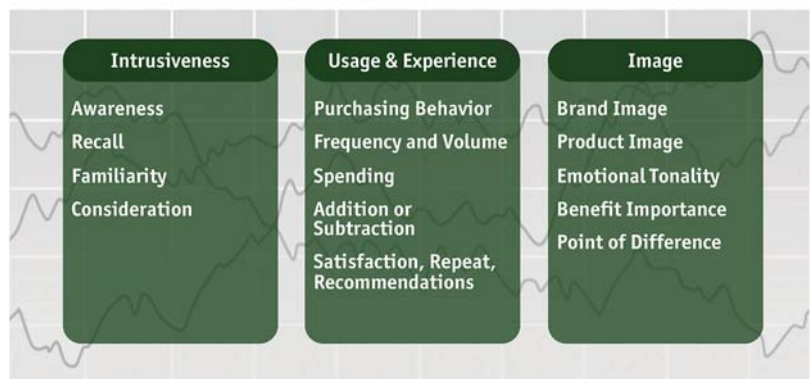 Intrusiveness
Awareness
Recall
Familiarity
Consideration
Usage & Experience
Purchasing Behavior
Frequency and Volume
Spending
Addition or
Subtraction
Satisfaction, Repeat,
Recommendations
Image
Brand Image
Product Image
Emotional Tonality
Benefit Importance
Point of Difference